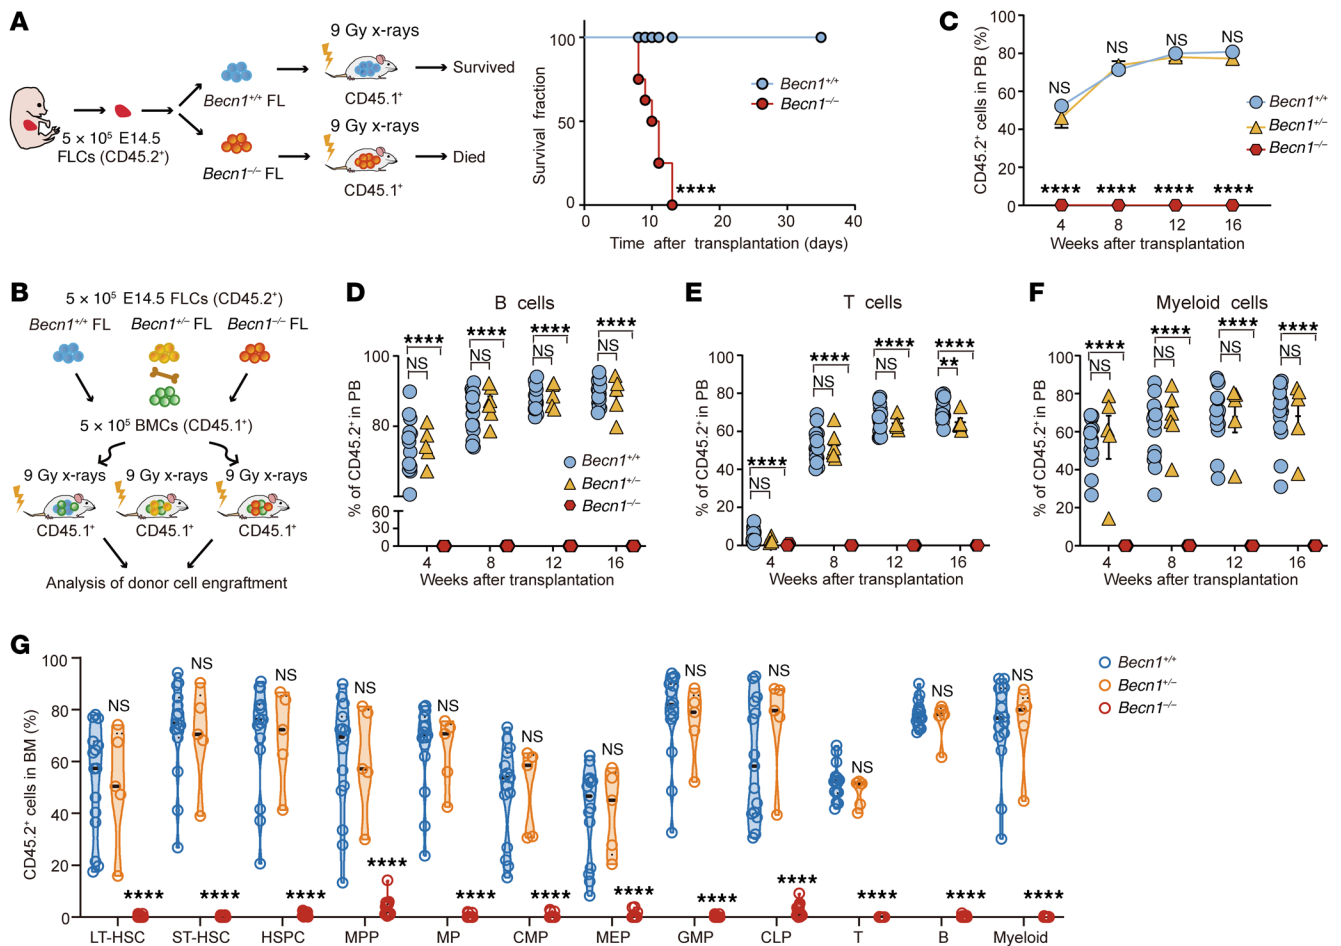 A
9 Gy x-rays
Becn1+/+ FL
CD45.1+
Survived
5 × 10⁵ E14.5
FLCs (CD45.2+)
9 Gy x-rays
Becn1–/– FL
CD45.1+
Died
Survival fraction
100
50
0
0 10 20 30 40
Time after transplantation (days)
Becn1+/+
Becn1–/–
****
C
CD45.2+ cells in PB (%)
100
80
60
40
20
0
NS NS NS NS
**** **** **** ****
4 8 12 16
Weeks after transplantation
Becn1+/+
Becn1+/–
Becn1–/–
B
5 × 10⁵ E14.5 FLCs (CD45.2+)
Becn1+/+ FL Becn1+/– FL Becn1–/– FL
5 × 10⁵ BMCs (CD45.1+)
9 Gy x-rays 9 Gy x-rays 9 Gy x-rays
CD45.1+ CD45.1+ CD45.1+
Analysis of donor cell engraftment
D
B cells
% of CD45.2+ in PB
100
80
60
30
0
**** **** **** ****
NS NS NS NS
Becn1+/+
Becn1+/–
Becn1–/–
4 8 12 16
Weeks after transplantation
E
T cells
% of CD45.2+ in PB
100
80
60
40
20
0
**** **** **** ****
NS NS NS **
4 8 12 16
Weeks after transplantation
F
Myeloid cells
% of CD45.2+ in PB
100
80
60
40
20
0
**** **** **** ****
NS NS NS NS
4 8 12 16
Weeks after transplantation
G
CD45.2+ cells in BM (%)
100
80
60
40
20
0
NS NS NS NS NS NS NS NS NS NS NS NS
**** **** **** **** **** **** **** **** **** **** **** ****
LT-HSC ST-HSC HSPC MPP MP CMP MEP GMP CLP T B Myeloid
Becn1+/+
Becn1+/–
Becn1–/–